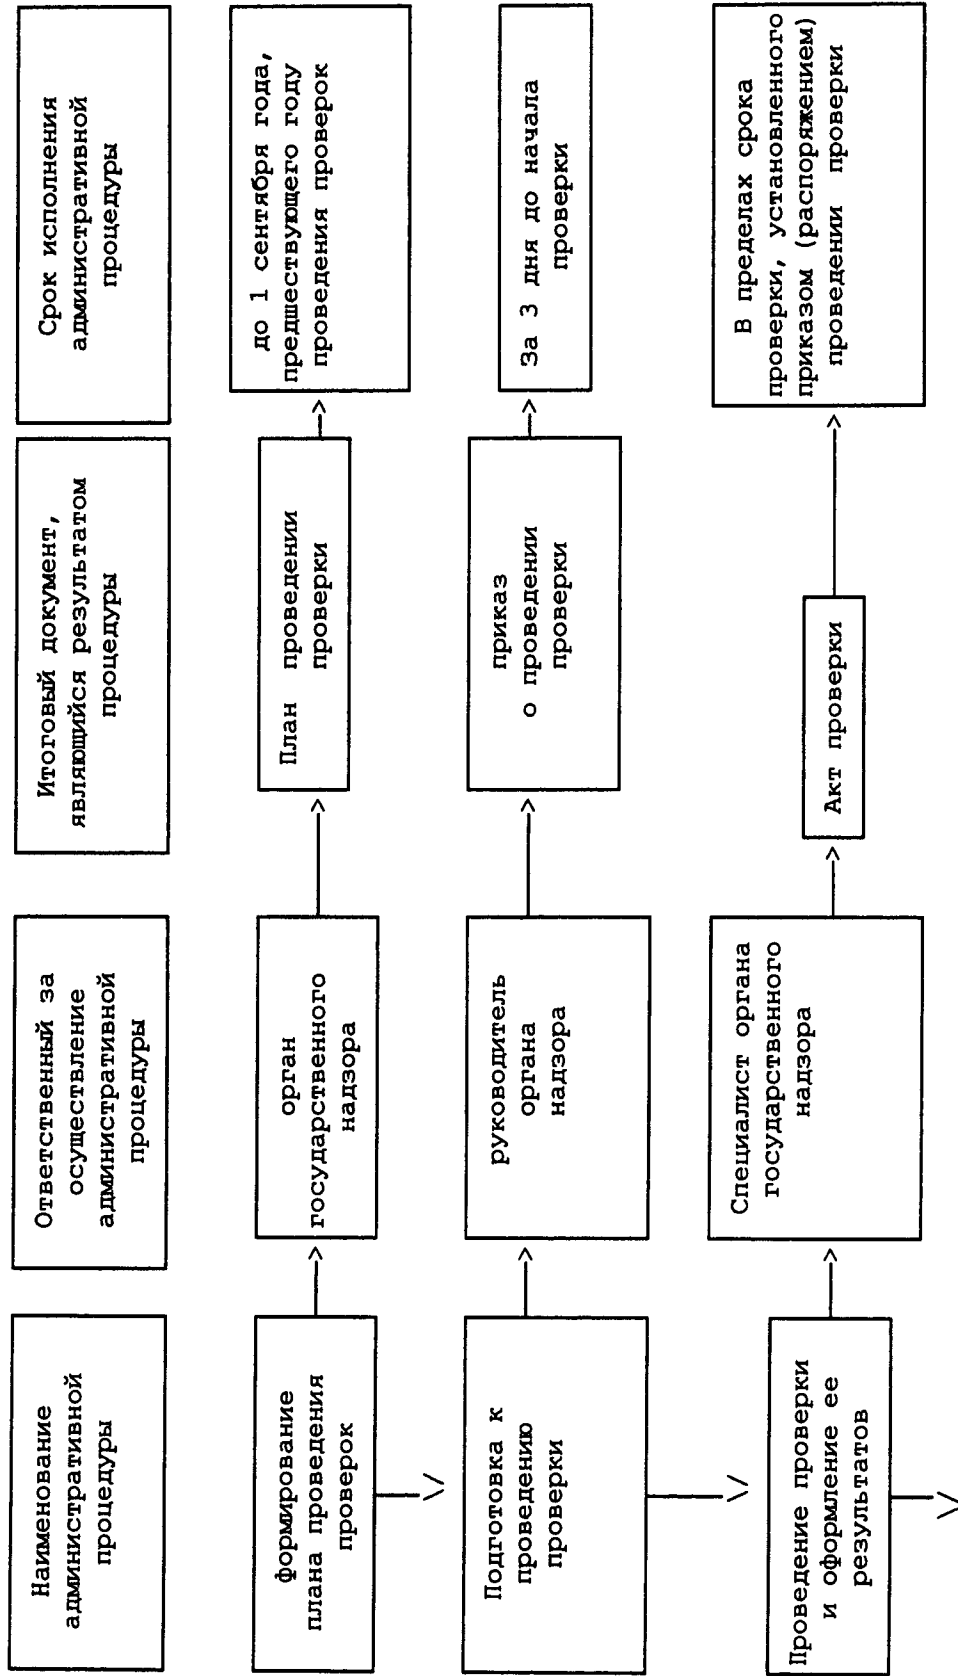 Наименование
административной
процедуры
Ответственный за
осуществление
административной
процедуры
Итоговый документ,
являющийся результатом
процедуры
Срок исполнения
административной
процедуры
формирование
плана проведения
проверок
орган
государственного
надзора
План проведении
проверки
до 1 сентября года,
предшествующего году
проведения проверок
Подготовка к
проведению
проверки
руководитель
органа
надзора
приказ
о проведении
проверки
За 3 дня до начала
проверки
Проведение проверки
и оформление ее
результатов
Специалист органа
государственного
надзора
Акт проверки
В пределах срока
проверки, установленного
приказом (распоряжением)
проведении проверки